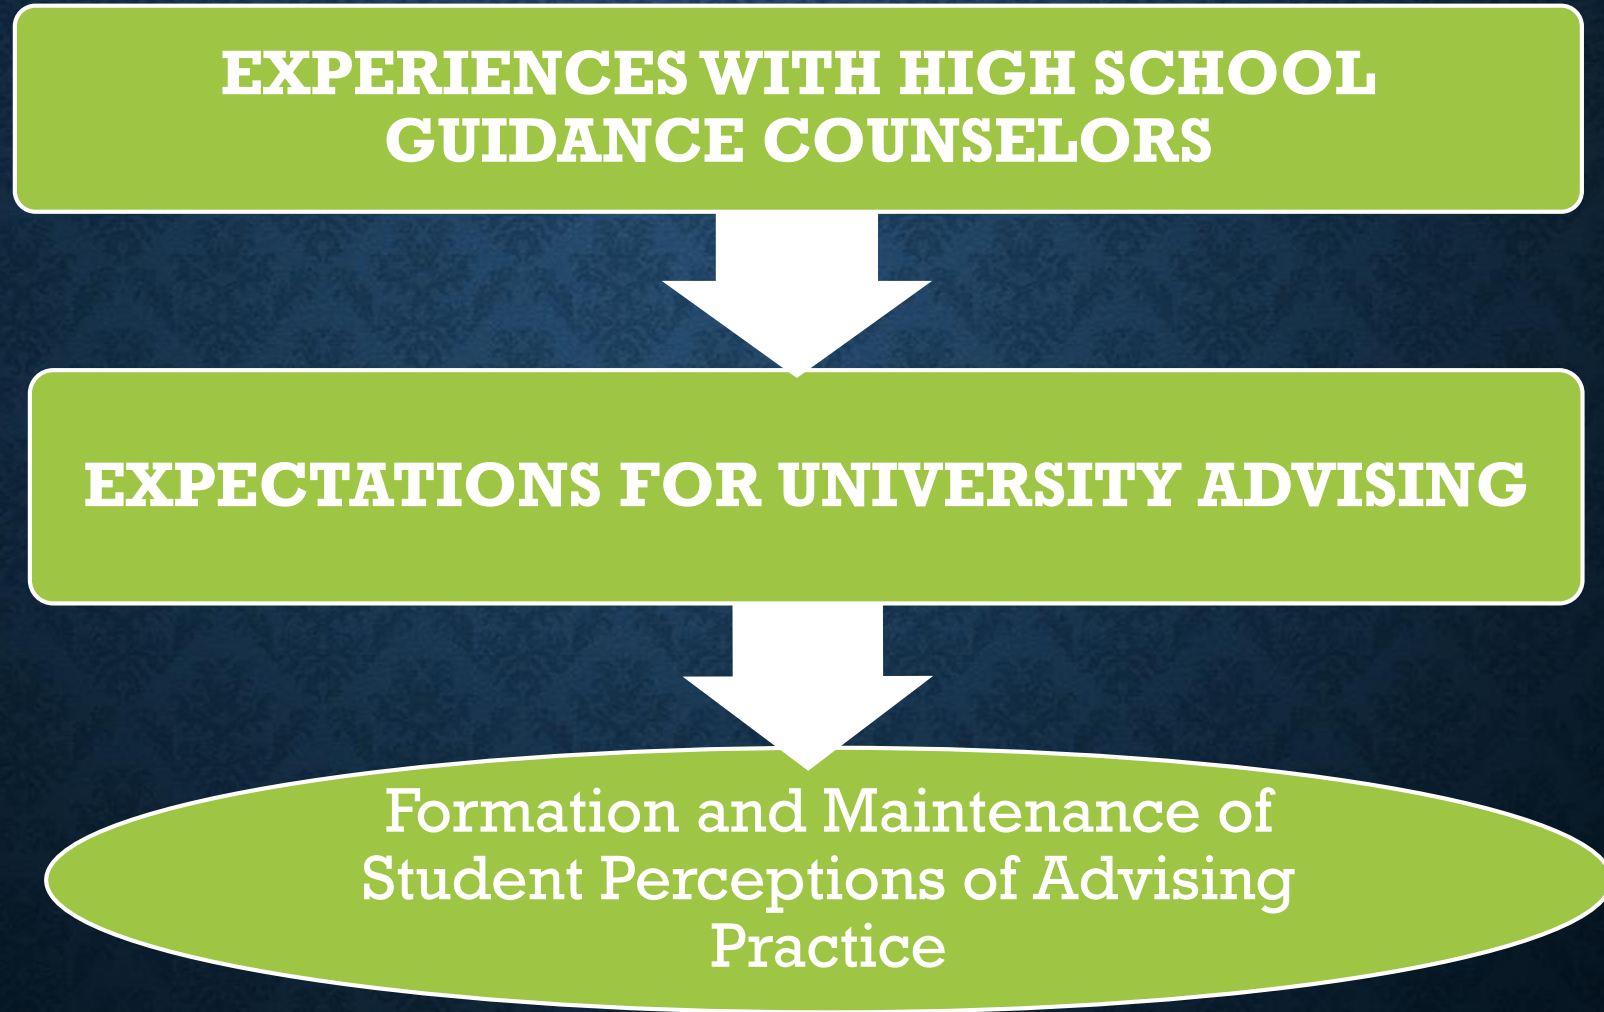 EXPERIENCES WITH HIGH SCHOOL
GUIDANCE COUNSELORS
EXPECTATIONS FOR UNIVERSITY ADVISING
Formation and Maintenance of
Student Perceptions of Advising
Practice